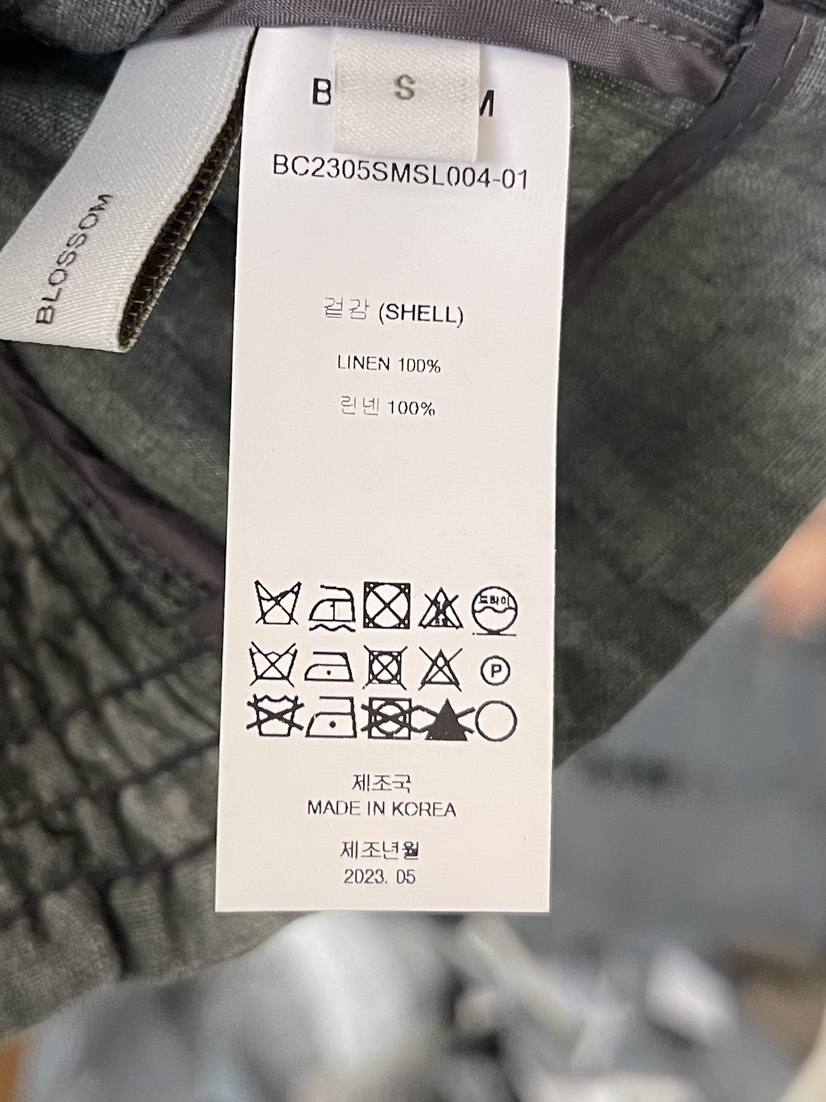 BLOSSOM
S
B M
BC2305SMSL004-01
겉감 (SHELL)
LINEN 100%
린넨 100%
드라이
P
제조국
MADE IN KOREA
제조년월
2023. 05